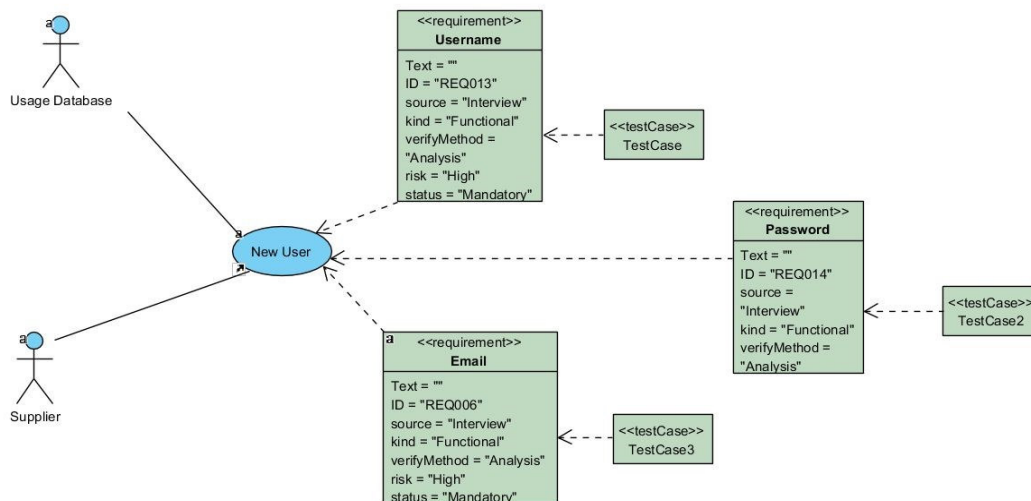 a
Usage Database
<<requirement>>
Username
Text = ""
ID = "REQ013"
source = "Interview"
kind = "Functional"
verifyMethod =
"Analysis"
risk = "High"
status = "Mandatory"
<<testCase>>
TestCase
a
New User
<<requirement>>
Password
Text = ""
ID = "REQ014"
source =
"Interview"
kind = "Functional"
verifyMethod =
"Analysis"
<<testCase>>
TestCase2
a
Supplier
a
<<requirement>>
Email
Text = ""
ID = "REQ006"
source = "Interview"
kind = "Functional"
verifyMethod = "Analysis"
risk = "High"
status = "Mandatory"
<<testCase>>
TestCase3